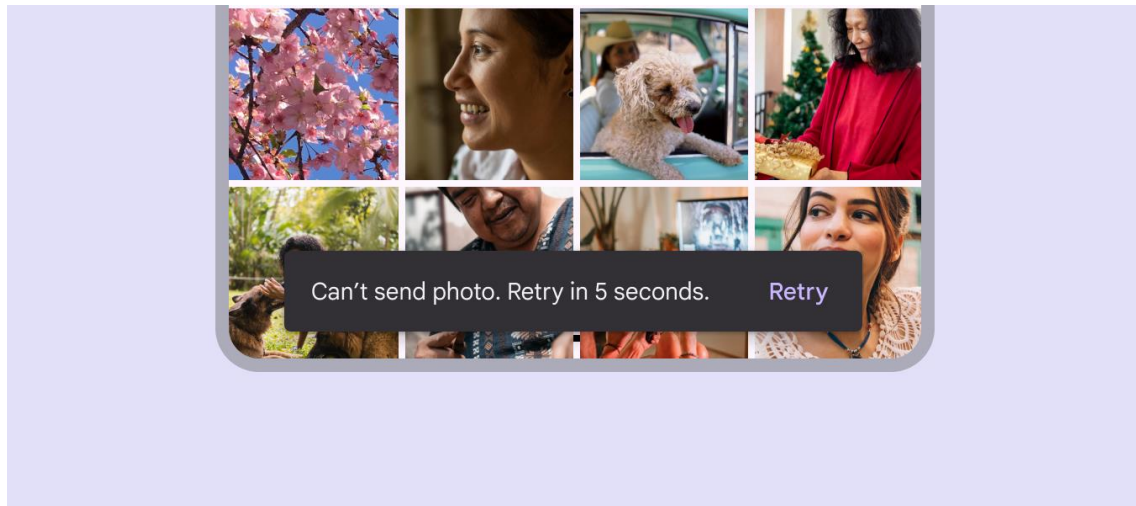 Can’t send photo. Retry in 5 seconds. Retry